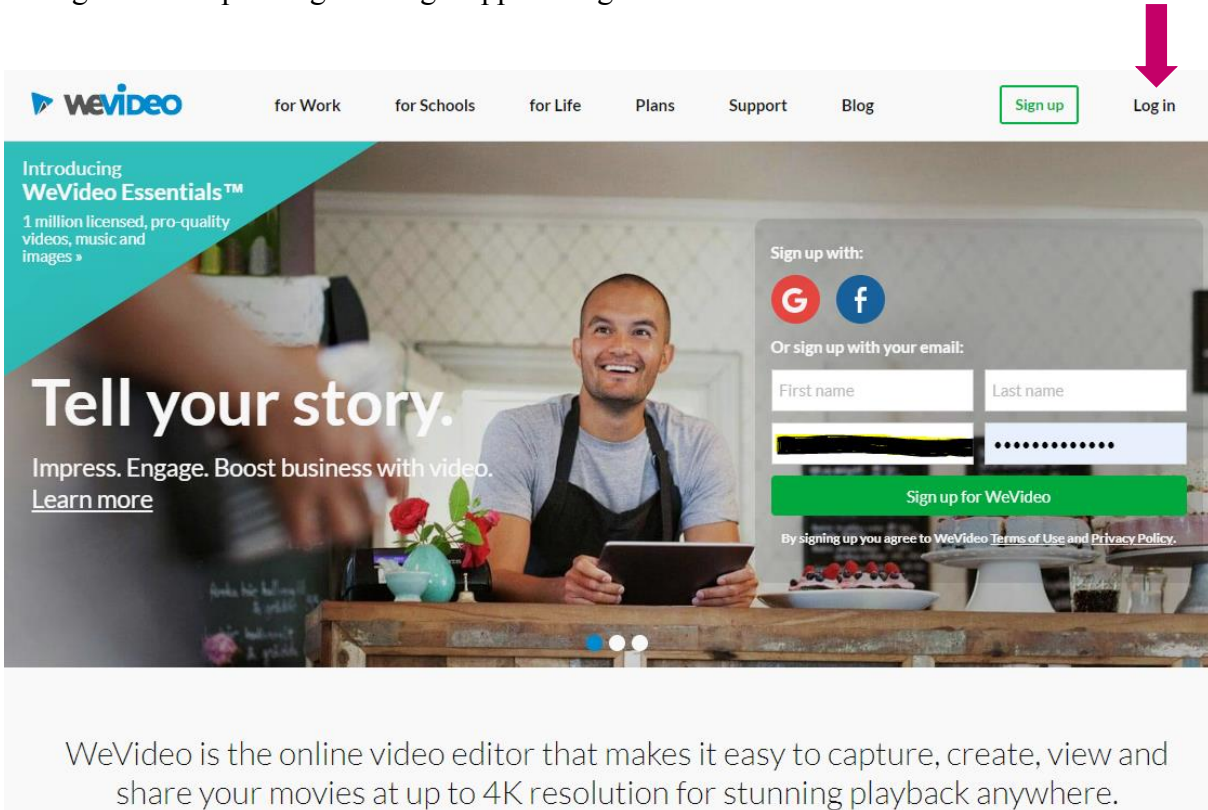 WeVideo
for Work
for Schools
for Life
Plans
Support
Blog
Sign up
Log in
Introducing
WeVideo Essentials™
1 million licensed, pro-quality
videos, music and
images »
Sign up with:
G
f
Or sign up with your email:
First name
Last name
Tell your story.
Impress. Engage. Boost business with video.
Learn more
Sign up for WeVideo
By signing up you agree to WeVideo Terms of Use and Privacy Policy.
WeVideo is the online video editor that makes it easy to capture, create, view and
share your movies at up to 4K resolution for stunning playback anywhere.